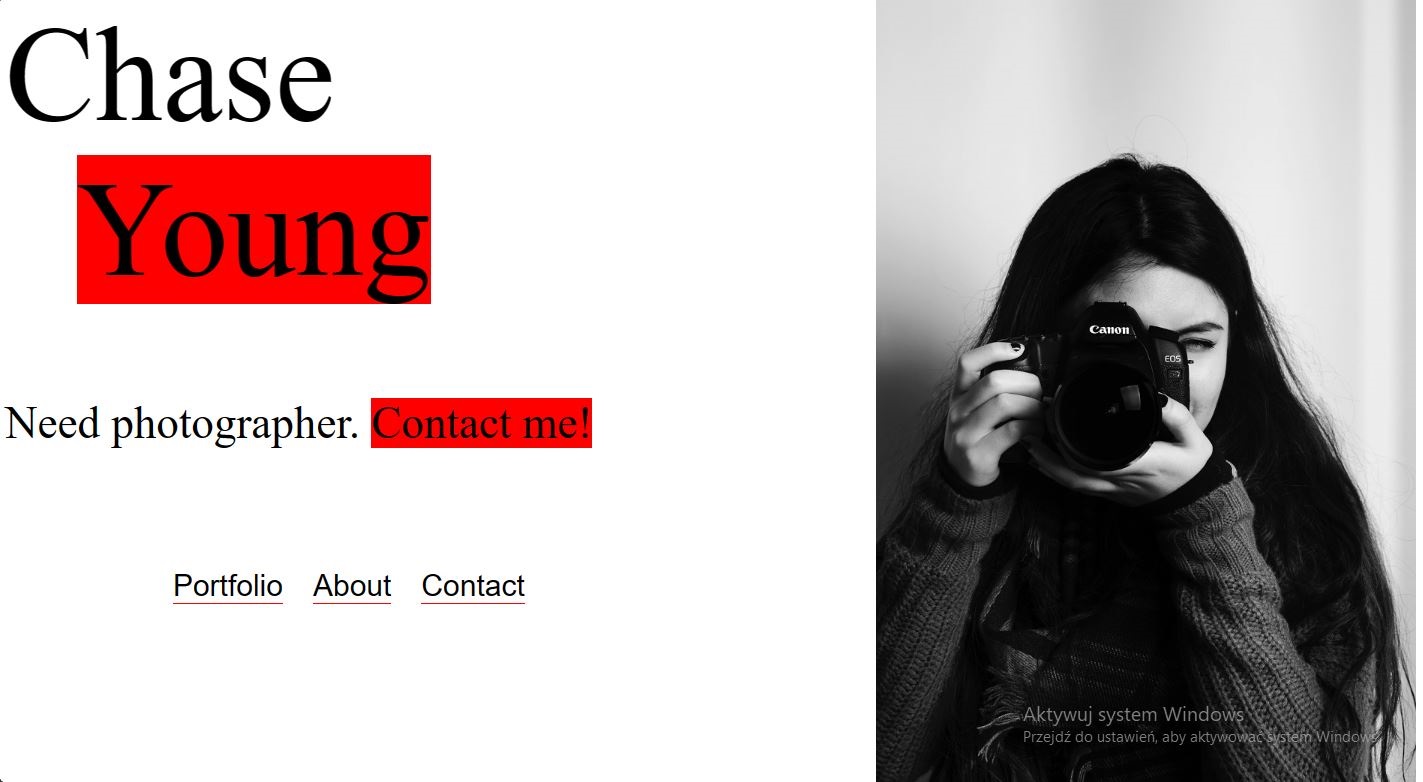 Chase
Young
Need photographer. Contact me!
Portfolio About Contact
Canon
EOS
Aktywuj system Windows
Przejdź do ustawień, aby aktywować system Windows.